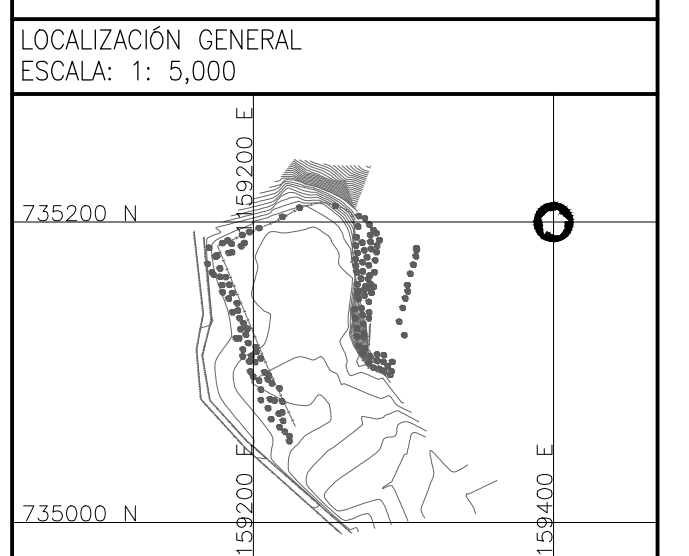 LOCALIZACIÓN GENERAL
ESCALA: 1: 5,000
159200 E
735200 N
159200 E
159400 E
735000 N